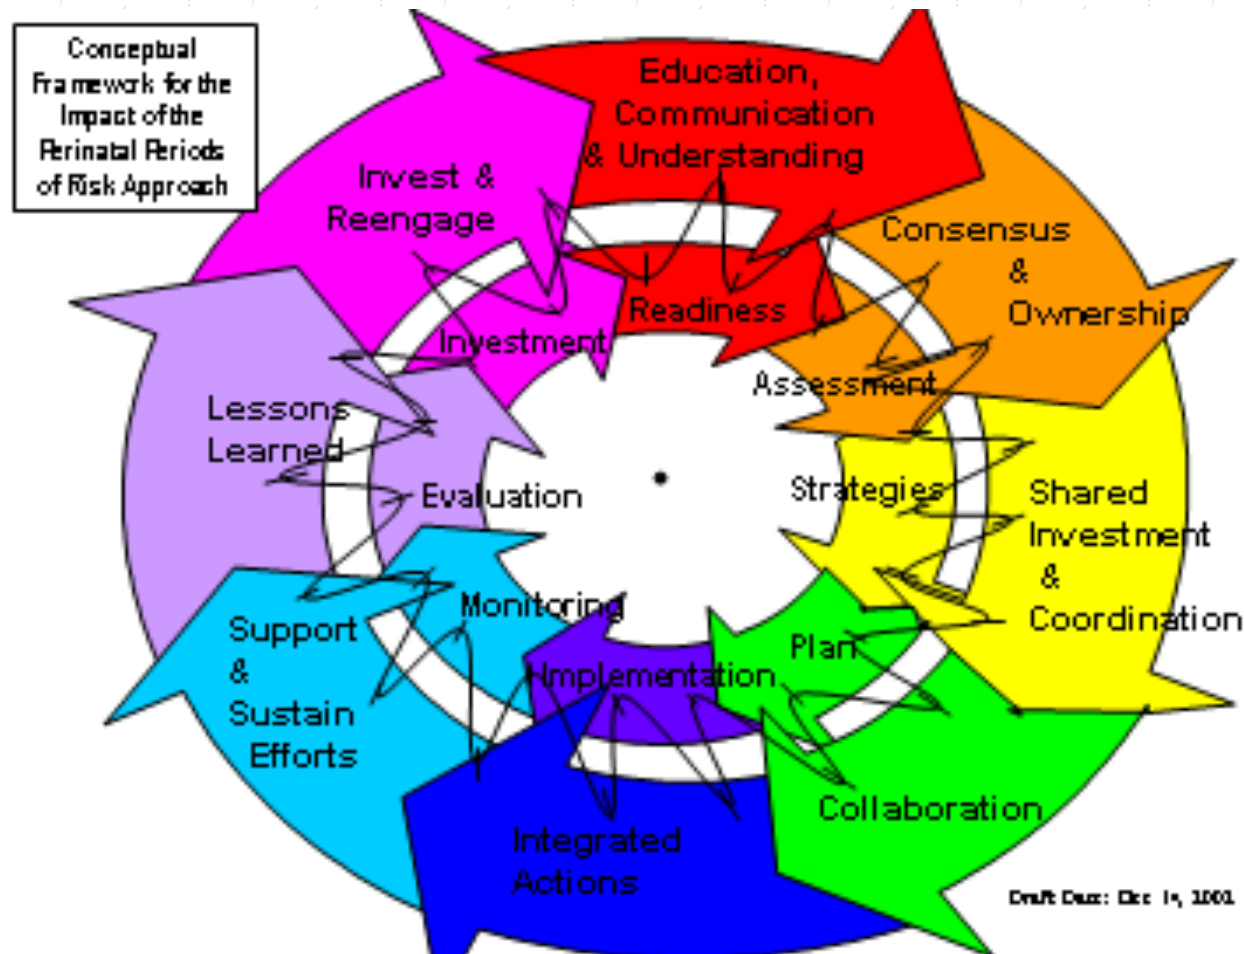 Conceptual
Framework for the
Impact of the
Perinatal Periods
of Risk Approach
Education,
Communication
& Understanding
Invest &
Reengage
Consensus
&
Ownership
Readiness
Investment
Assessment
Lessons
Learned
Evaluation
Strategies
Shared
Investment
&
Coordination
Monitoring
Support
&
Sustain
Efforts
Plan
Implementation
Collaboration
Integrated
Actions
Draft